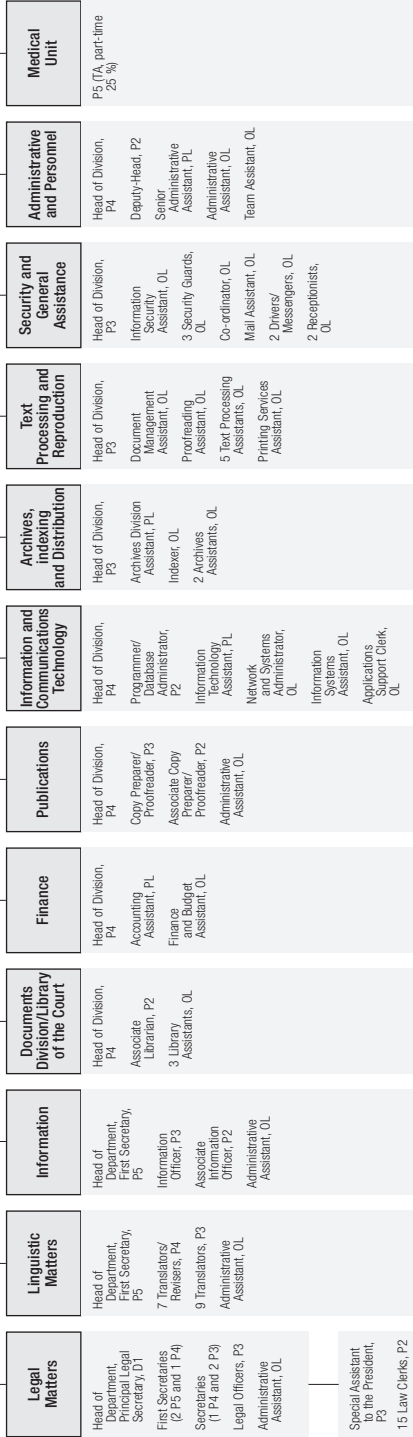 Legal
Matters
Head of
Department,
Principal Legal
Secretary, D1
First Secretaries
(2 P5 and 1 P4)
Secretaries
(1 P4 and 2 P3)
Legal Officers, P3
Administrative
Assistant, OL
Special Assistant
to the President,
P3
15 Law Clerks, P2
Linguistic
Matters
Head of
Department,
First Secretary,
P5
7 Translators/
Revisers, P4
9 Translators, P3
Administrative
Assistant, OL
Information
Head of
Department,
First Secretary,
P5
Information
Officer, P3
Associate
Information
Officer, P2
Administrative
Assistant, OL
Documents
Division/Library
of the Court
Head of Division,
P4
Associate
Librarian, P2
3 Library
Assistants, OL
Finance
Head of Division,
P4
Accounting
Assistant, PL
Finance
and Budget
Assistant, OL
Publications
Head of Division,
P4
Copy Preparer/
Proofreader, P3
Associate Copy
Preparer/
Proofreader, P2
Administrative
Assistant, OL
Information and
Communications
Technology
Head of Division,
P4
Programmer/
Database
Administrator,
P2
Information
Technology
Assistant, PL
Network
and Systems
Administrator,
OL
Information
Systems
Assistant, OL
Applications
Support Clerk,
OL
Archives,
indexing
and Distribution
Head of Division,
P3
Archives Division
Assistant, PL
Indexer, OL
2 Archives
Assistants, OL
Text
Processing and
Reproduction
Head of Division,
P3
Document
Management
Assistant, OL
Proofreading
Assistant, OL
5 Text Processing
Assistants, OL
Printing Services
Assistant, OL
Security and
General
Assistance
Head of Division,
P3
Information
Security
Assistant, OL
3 Security Guards,
OL
Co-ordinator, OL
Mail Assistant, OL
2 Drivers/
Messengers, OL
2 Receptionists,
OL
Administrative
and Personnel
Head of Division,
P4
Deputy-Head, P2
Senior
Administrative
Assistant, PL
Administrative
Assistant, OL
Team Assistant, OL
Medical
Unit
P5 (TA, part-time
25 %)